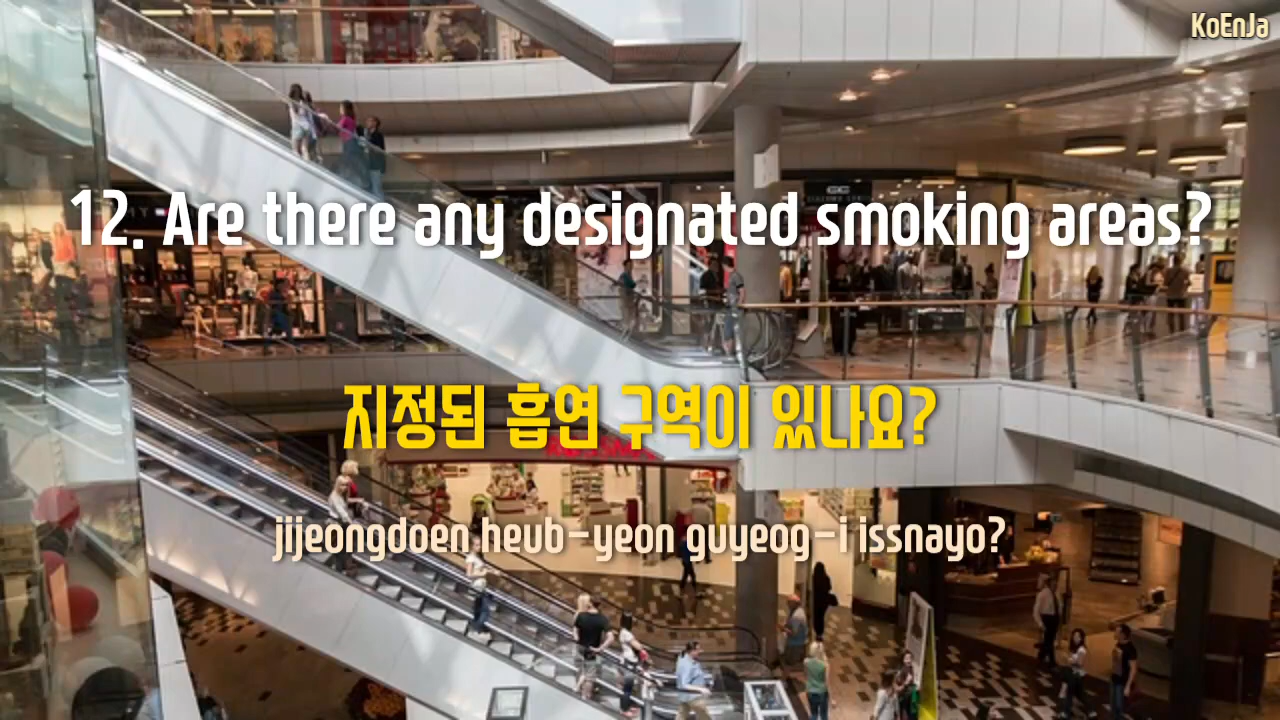 KoEnJa
12. Are there any designated smoking areas?
지정된 흡연 구역이 있나요?
jijeongdoen heub-yeon guyeog-i issnayo?